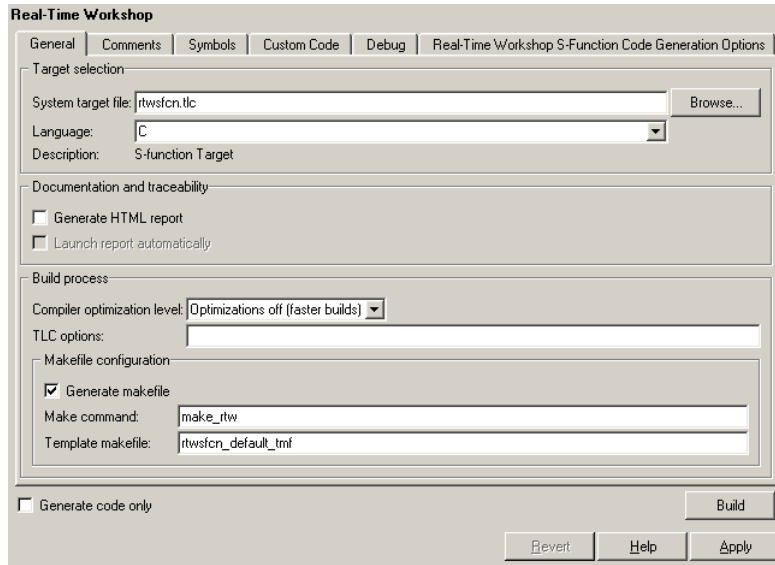 Real-Time Workshop
General Comments Symbols Custom Code Debug Real-Time Workshop S-Function Code Generation Options
Target selection
System target file: rtwsfcn.tlc Browse...
Language: C
Description: S-function Target
Documentation and traceability
Generate HTML report
Launch report automatically
Build process
Compiler optimization level: Optimizations off (faster builds)
TLC options:
Makefile configuration
Generate makefile
Make command: make_rtw
Template makefile: rtwsfcn_default_tmf
Generate code only Build
Revert Help Apply